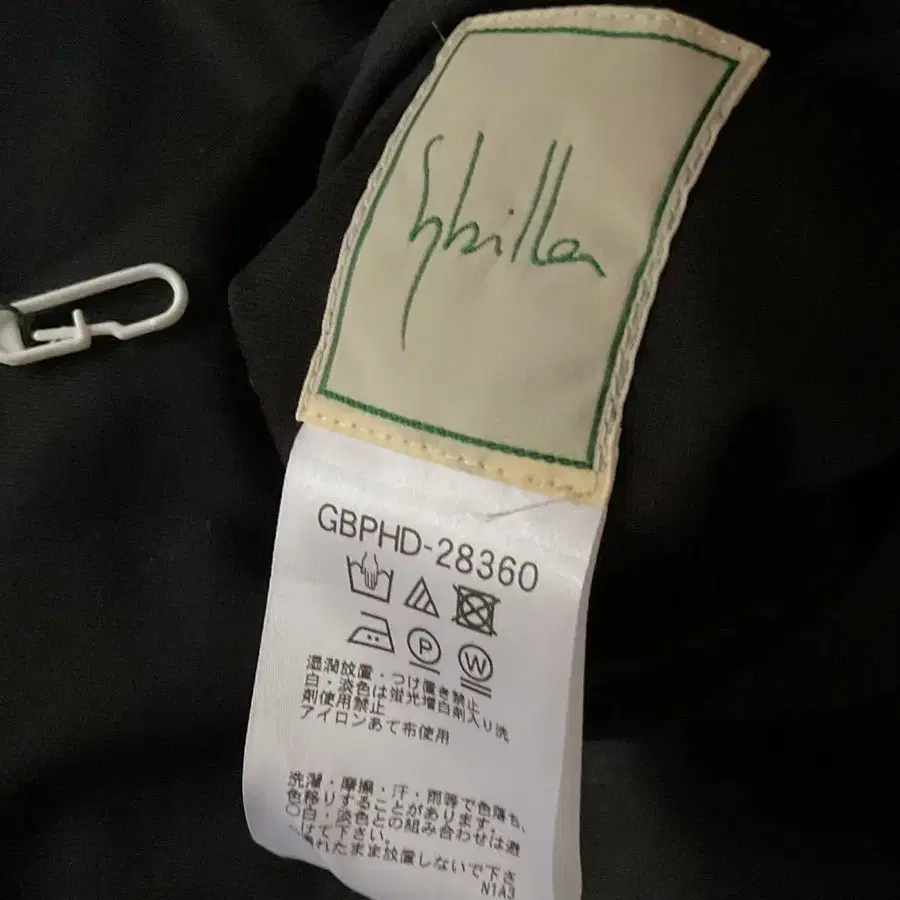 Sybilla
GBPHD-28360
P
W
湿潤放置・つけ置き禁止
白・淡色は蛍光増白剤入り洗
剤使用禁止
アイロンあて布使用
洗濯・摩擦・汗・雨等で色落ち、
色移りすることがあります。
○白・淡色との組み合わせは避
けて下さい。
れたまま放置しないで下さ
N1A3